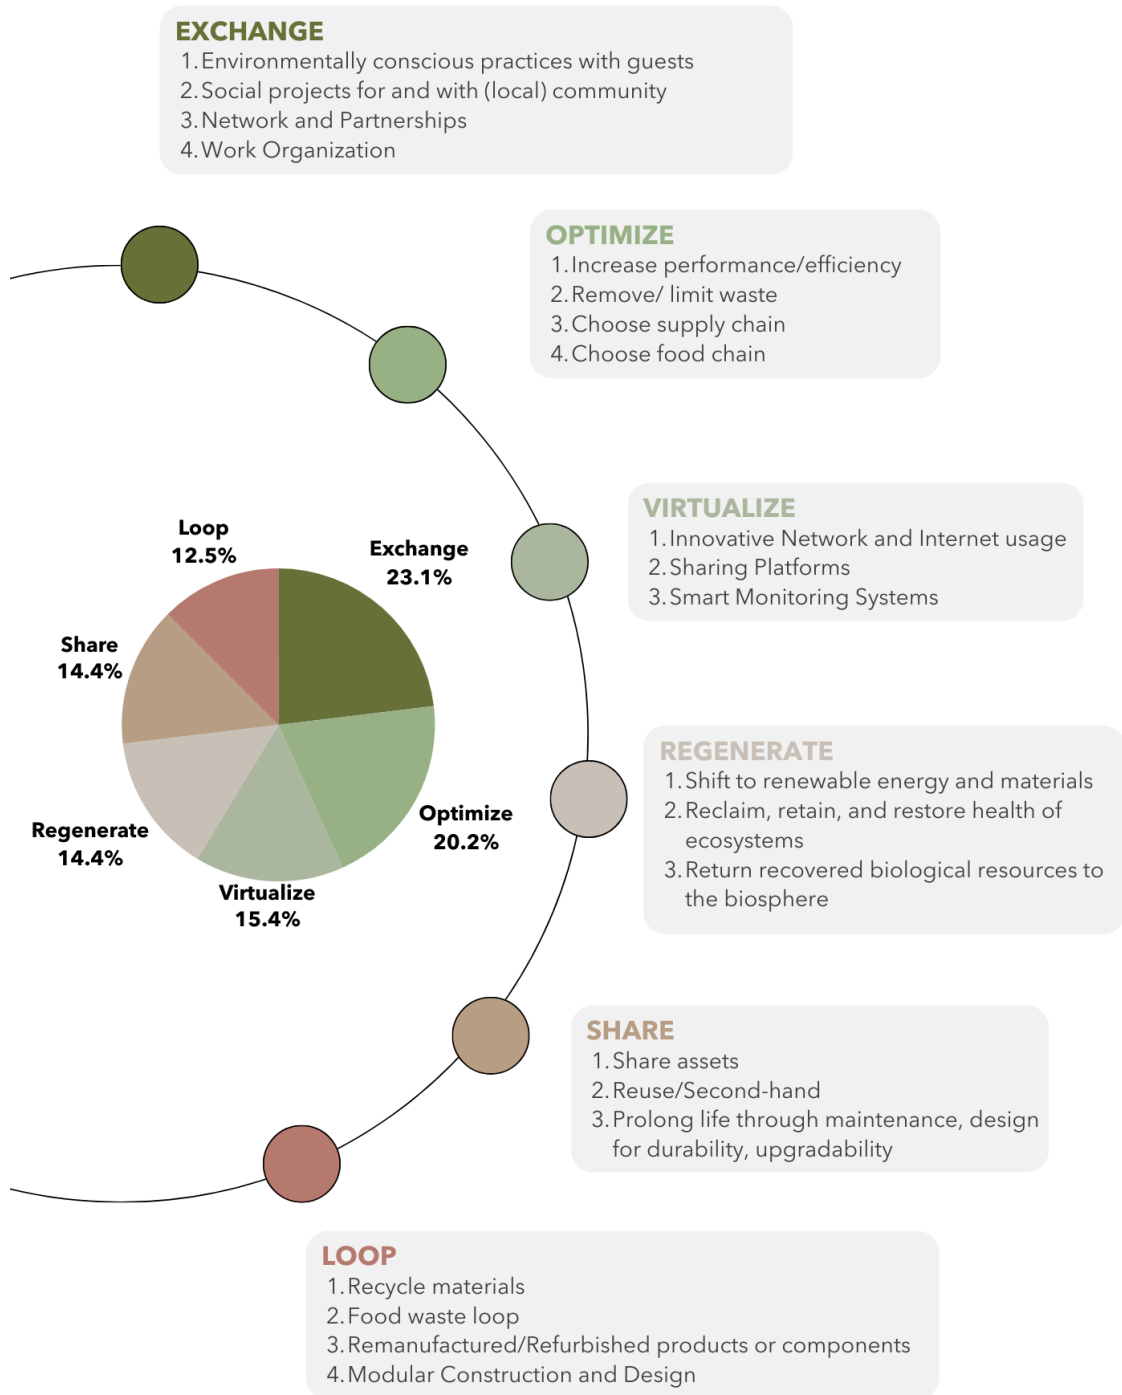 EXCHANGE
1.Environmentally conscious practices with guests
2.Social projects for and with (local) community
3.Network and Partnerships
4.Work Organization
OPTIMIZE
1.Increase performance/efficiency
2.Remove/ limit waste
3.Choose supply chain
4.Choose food chain
VIRTUALIZE
1.Innovative Network and Internet usage
2.Sharing Platforms
3.Smart Monitoring Systems
Loop
12.5%
Exchange
23.1%
Share
14.4%
Optimize
20.2%
Regenerate
14.4%
Virtualize
15.4%
REGENERATE
1.Shift to renewable energy and materials
2.Reclaim, retain, and restore health of
ecosystems
3.Return recovered biological resources to
the biosphere
SHARE
1.Share assets
2.Reuse/Second-hand
3.Prolong life through maintenance, design
for durability, upgradability
LOOP
1.Recycle materials
2.Food waste loop
3.Remanufactured/Refurbished products or components
4.Modular Construction and Design